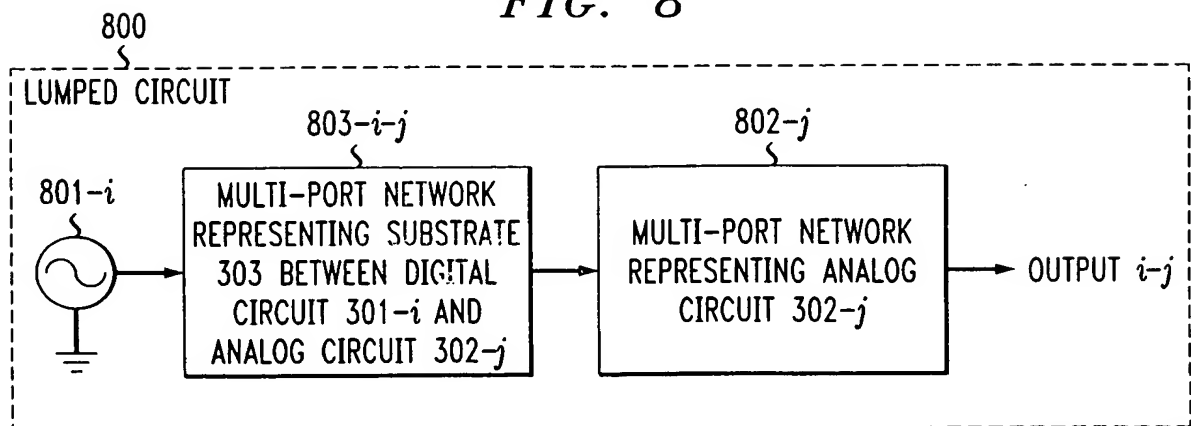 FIG. 8
800
LUMPED CIRCUIT
803-i-j
802-j
801-i
MULTI-PORT NETWORK
REPRESENTING SUBSTRATE
303 BETWEEN DIGITAL
CIRCUIT 301-i AND
ANALOG CIRCUIT 302-j
MULTI-PORT NETWORK
REPRESENTING ANALOG
CIRCUIT 302-j
OUTPUT i-j